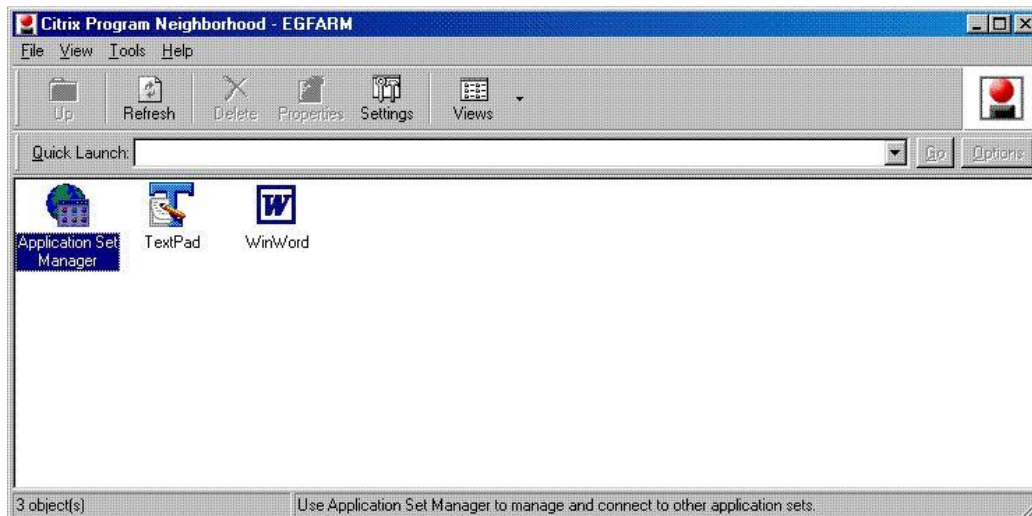 Citrix Program Neighborhood - EGFARM
File View Tools Help
Up Refresh Delete Properties Settings Views
Quick Launch: Go Options
Application Set Manager TextPad WinWord
3 object(s) Use Application Set Manager to manage and connect to other application sets.